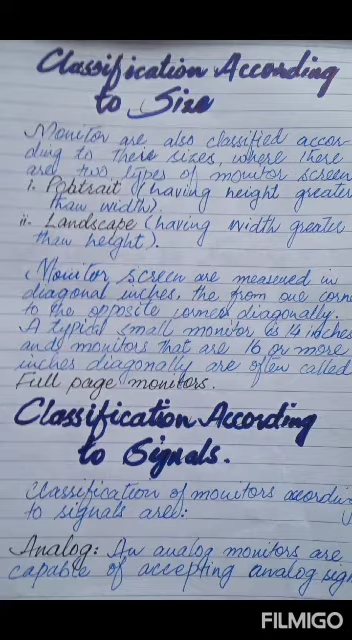 Classification According
to Size
Monitor are also classified accor-
ding to there sizes, where there
are two types of monitor screen
i. Potrait (having height greater
than width)
ii. Landscape (having width greater
than height).
Monitor screen are measured in
diagonal inches, the from one corn
to the opposite corner diagonally.
A typical small monitor is 14 inches
and monitors that are 16 or more
inches diagonally are often called
Full page monitors.
Classification According
to Signals.
Classification of monitors accordin
to signals are:
Analog: An analog monitors are
capable of accepting analog sign
FILMIGO